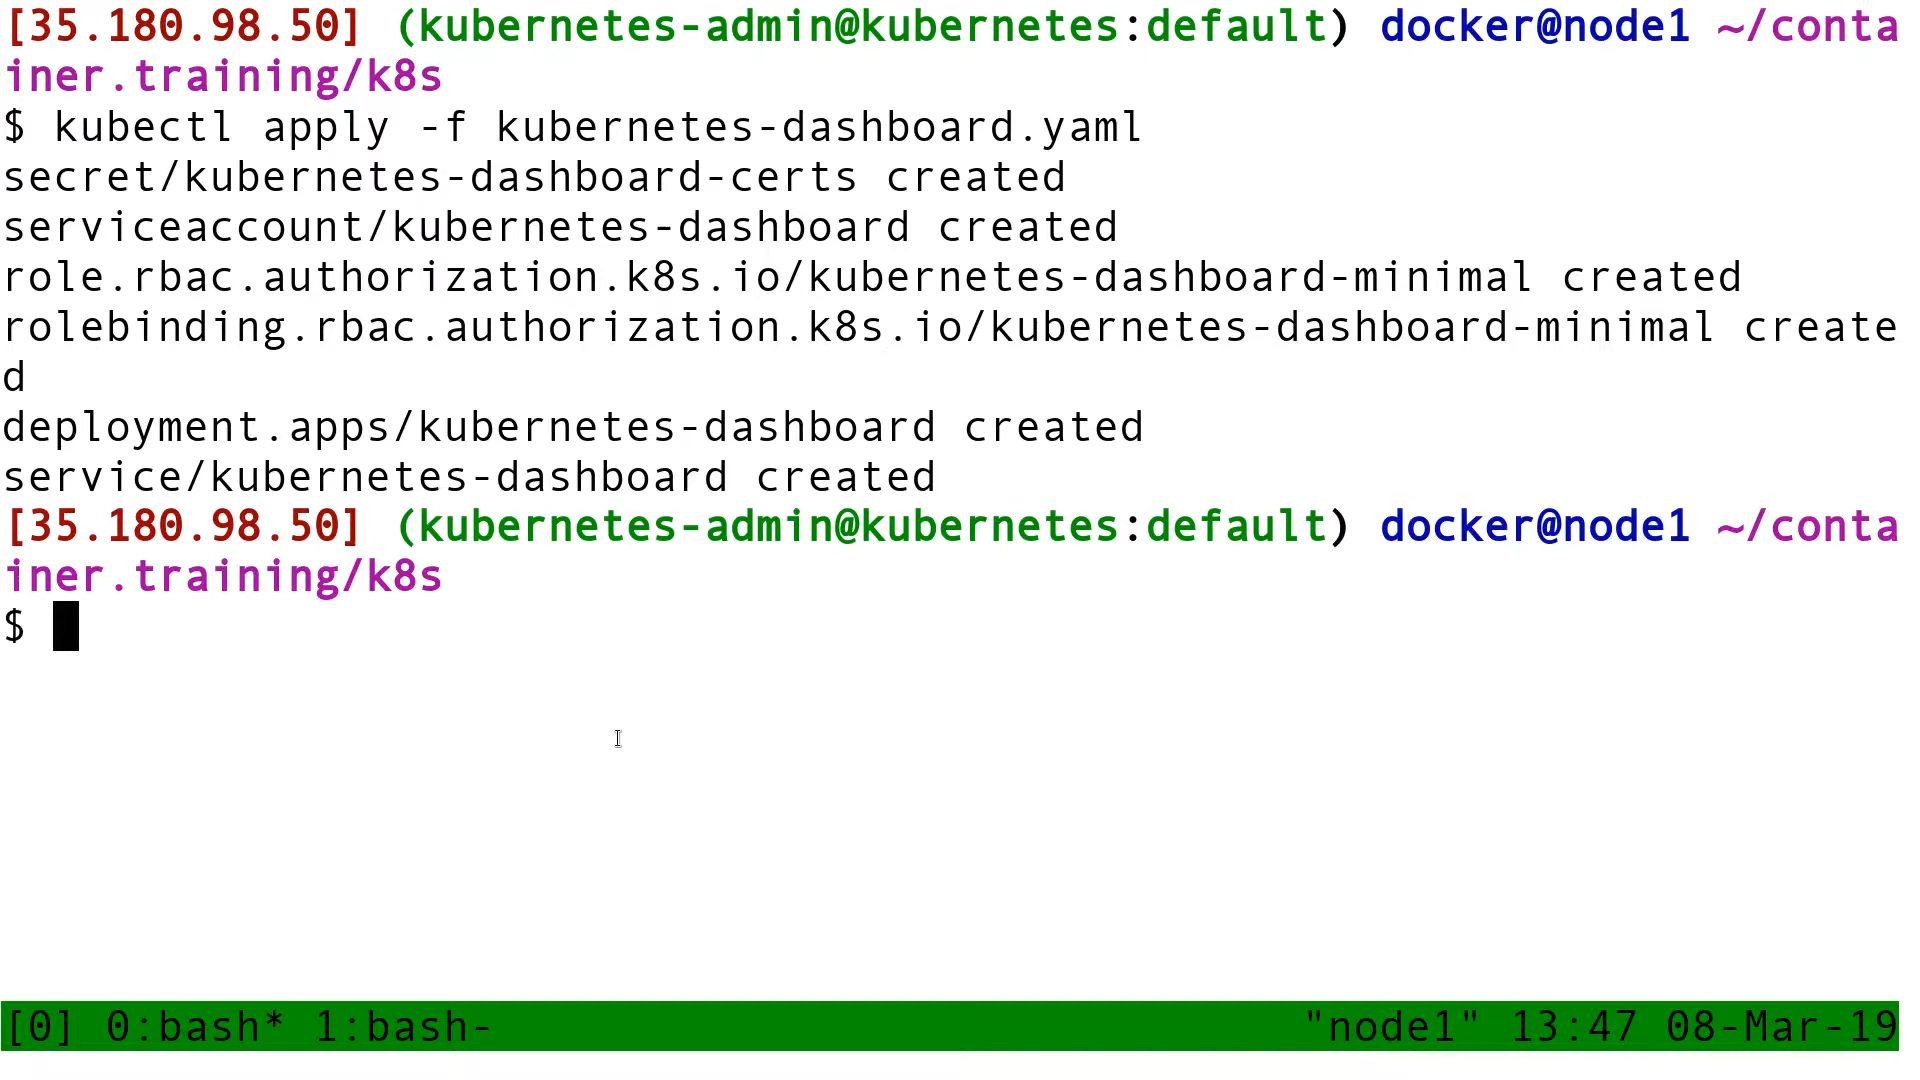 [35.180.98.50] (kubernetes-admin@kubernetes:default) docker@node1 ~/conta
iner.training/k8s
$ kubectl apply -f kubernetes-dashboard.yaml
secret/kubernetes-dashboard-certs created
serviceaccount/kubernetes-dashboard created
role.rbac.authorization.k8s.io/kubernetes-dashboard-minimal created
rolebinding.rbac.authorization.k8s.io/kubernetes-dashboard-minimal create
d
deployment.apps/kubernetes-dashboard created
service/kubernetes-dashboard created
[35.180.98.50] (kubernetes-admin@kubernetes:default) docker@node1 ~/conta
iner.training/k8s
$
[0] 0:bash* 1:bash- "node1" 13:47 08-Mar-19